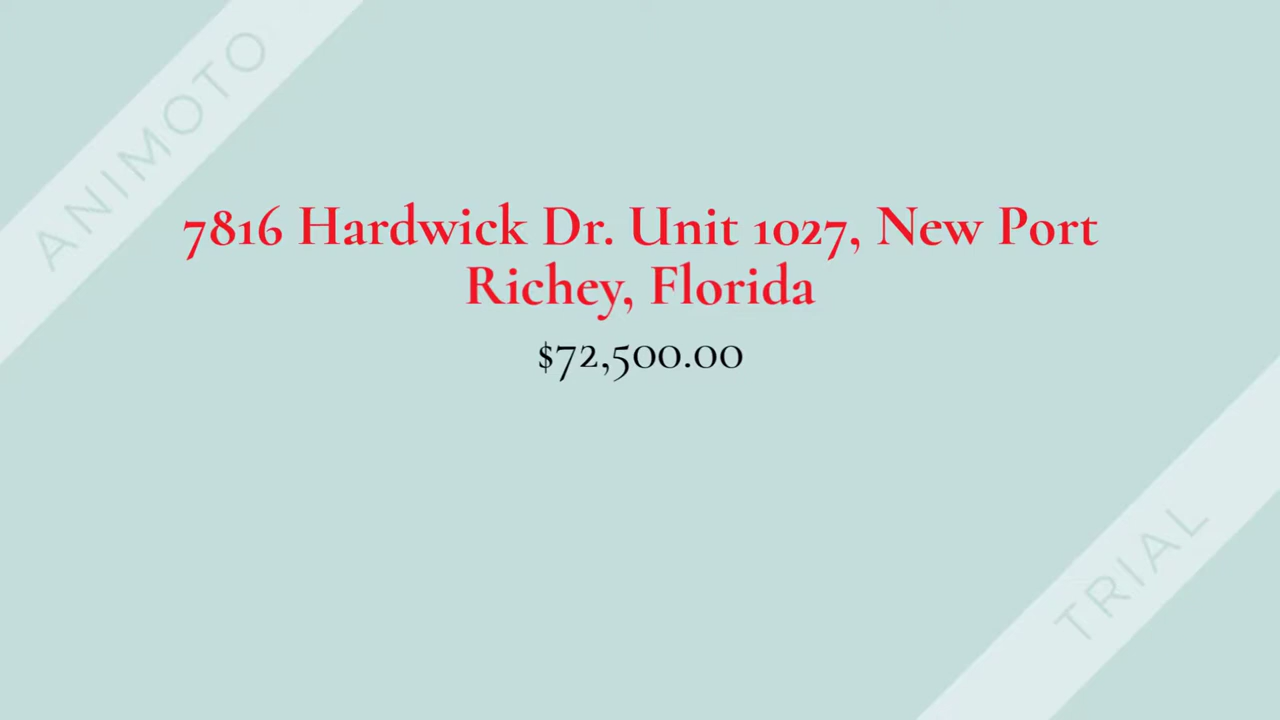 ANIMOTO
7816 Hardwick Dr. Unit 1027, New Port
Richey, Florida
$72,500.00
TRIAL